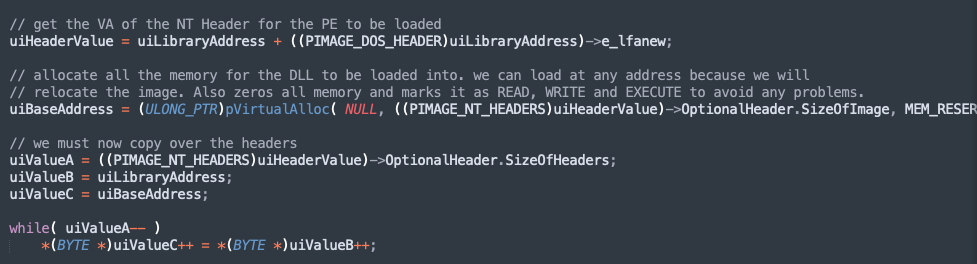 // get the VA of the NT Header for the PE to be loaded
uiHeaderValue = uiLibraryAddress + ((PIMAGE_DOS_HEADER)uiLibraryAddress)->e_lfanew;
// allocate all the memory for the DLL to be loaded into. we can load at any address because we will
// relocate the image. Also zeros all memory and marks it as READ, WRITE and EXECUTE to avoid any problems.
uiBaseAddress = (ULONG_PTR)pVirtualAlloc( NULL, ((PIMAGE_NT_HEADERS)uiHeaderValue)->OptionalHeader.SizeOfImage, MEM_RESER
// we must now copy over the headers
uiValueA = ((PIMAGE_NT_HEADERS)uiHeaderValue)->OptionalHeader.SizeOfHeaders;
uiValueB = uiLibraryAddress;
uiValueC = uiBaseAddress;
while( uiValueA-- )
*(BYTE *)uiValueC++ = *(BYTE *)uiValueB++;